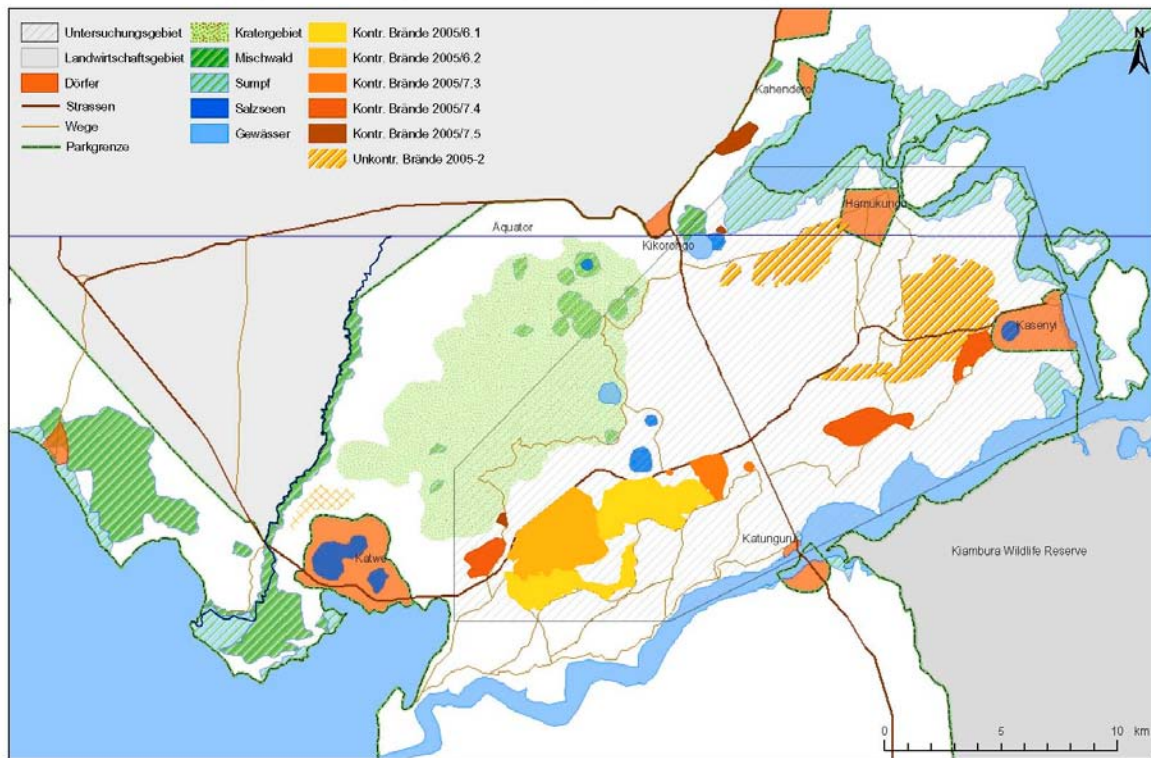 Untersuchungsgebiet
Landwirtschaftsgebiet
Dörfer
Strassen
Wege
Parkgrenze
Kratergebiet
Mischwald
Sumpf
Salzseen
Gewässer
Kontr. Brände 2005/6.1
Kontr. Brände 2005/6.2
Kontr. Brände 2005/7.3
Kontr. Brände 2005/7.4
Kontr. Brände 2005/7.5
Unkontr. Brände 2005-2
N
Kahendero
Hamukungu
Äquator
Kikorongo
Kasenyi
Katwe
Katunguru
Kiambura Wildlife Reserve
0 5 10 km